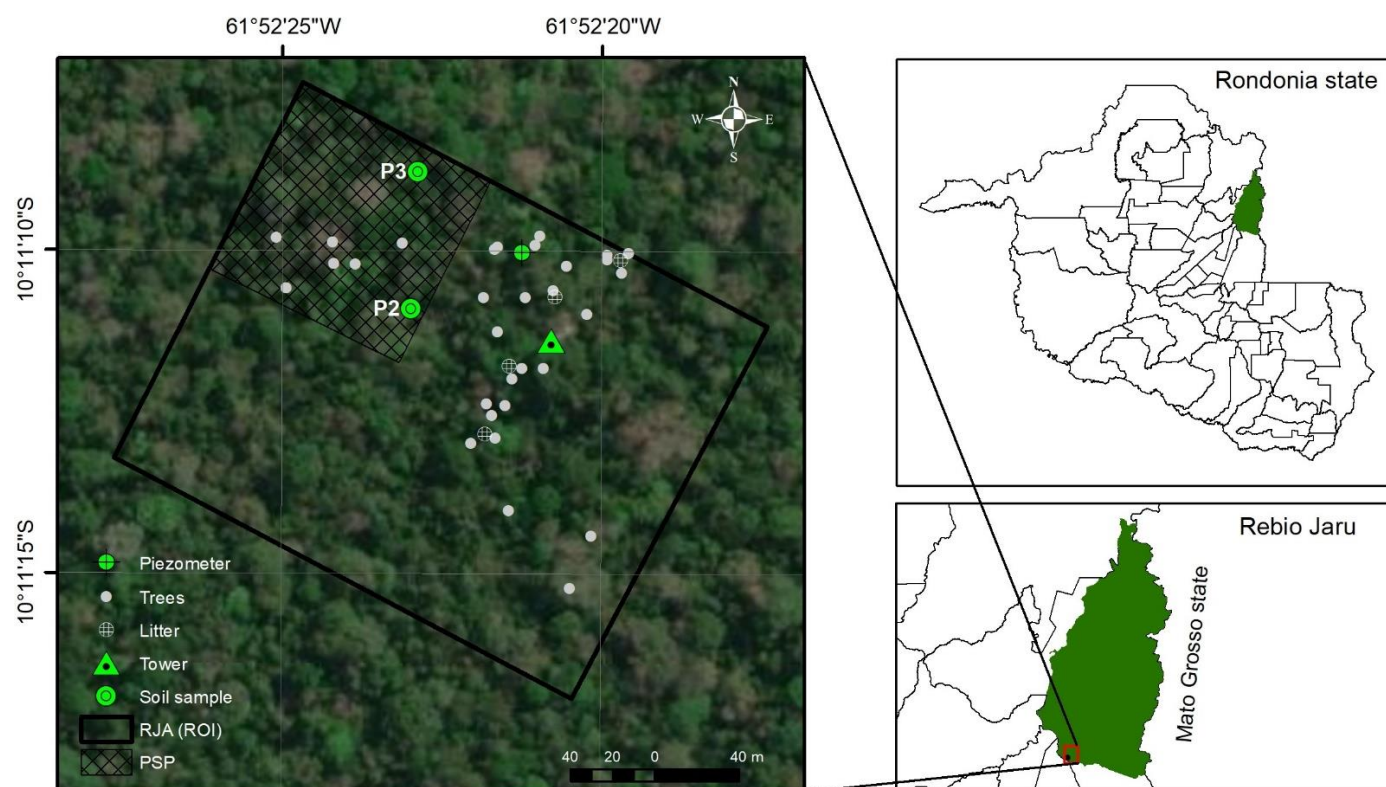 61°52'25"W
61°52'20"W
10°11'10"S
10°11'15"S
N
W
E
S
P3
P2
Piezometer
Trees
Litter
Tower
Soil sample
RJA (ROI)
PSP
40 20 0 40 m
Rondonia state
Rebio Jaru
Mato Grosso state